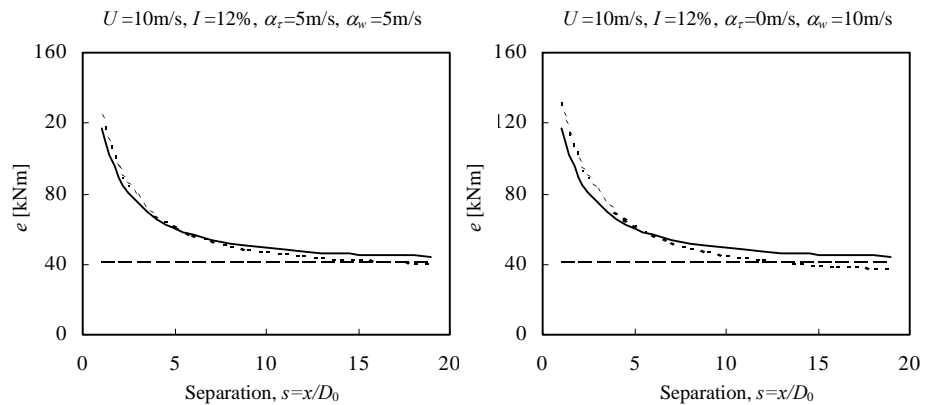 U=10m/s, I=12%, ατ=5m/s, αw=5m/s
160
20
80
40
0
e [kNm]
0 5 10 15 20
Separation, s=x/D0
U=10m/s, I=12%, ατ=0m/s, αw=10m/s
160
120
80
40
0
e [kNm]
0 5 10 15 20
Separation, s=x/D0